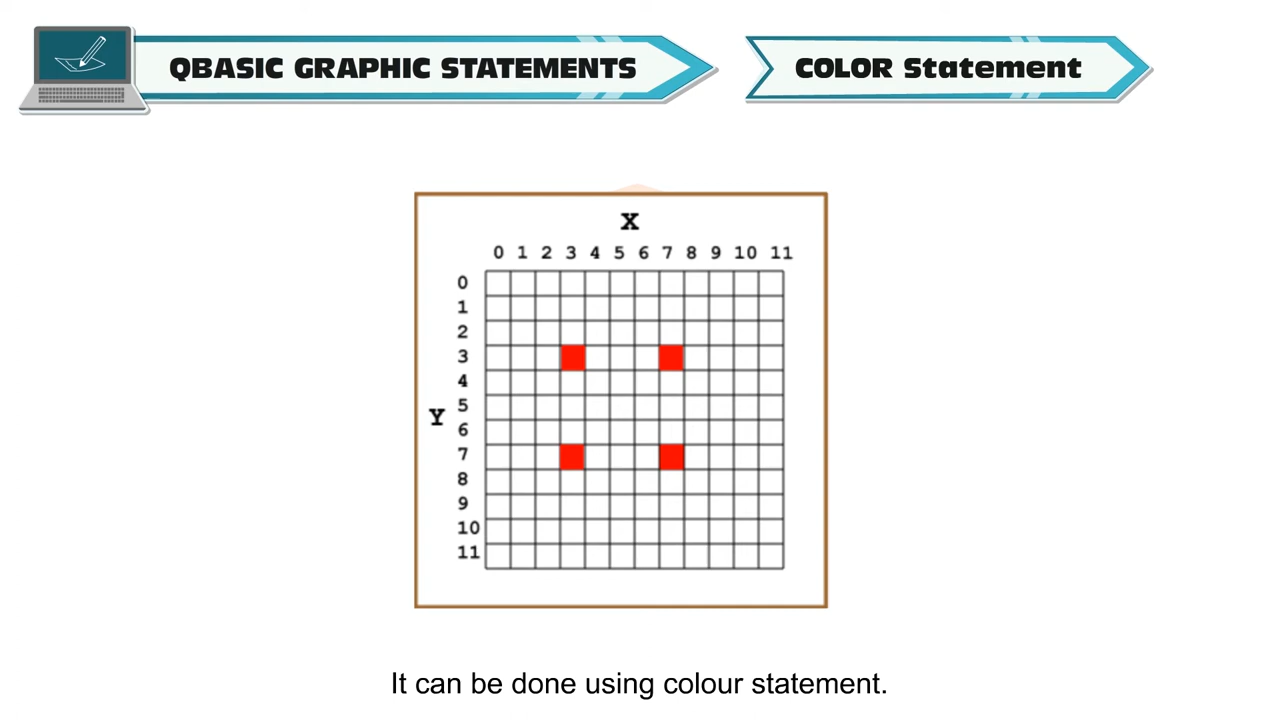 QBASIC GRAPHIC STATEMENTS
COLOR Statement
X
0 1 2 3 4 5 6 7 8 9 10 11
0
1
2
3
4
Y
5
6
7
8
9
10
11
It can be done using colour statement.